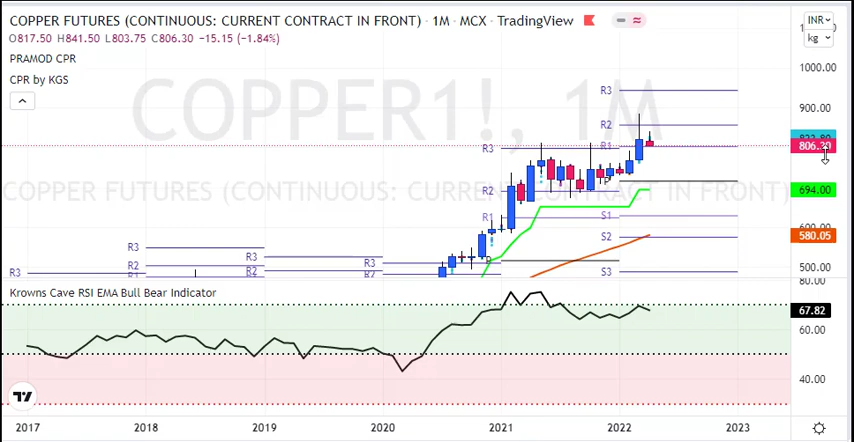 COPPER FUTURES (CONTINUOUS: CURRENT CONTRACT IN FRONT) · 1M · MCX · TradingView
INR
O817.50 H841.50 L803.75 C806.30 -15.15 (-1.84%)
kg
PRAMOD CPR
CPR by KGS
COPPER1!, 1M
COPPER FUTURES (CONTINUOUS: CURRENT CONTRACT IN FRONT)
1000.00
R3
900.00
R2
R3
R1
806.30
R2
P
694.00
R1
S1
600.00
580.05
S2
R3
R3
R3
P
R2
R2
R1
R2
S3
500.00
R3
Krowns Cave RSI EMA Bull Bear Indicator
80.00
67.82
60.00
40.00
2017 2018 2019 2020 2021 2022 2023